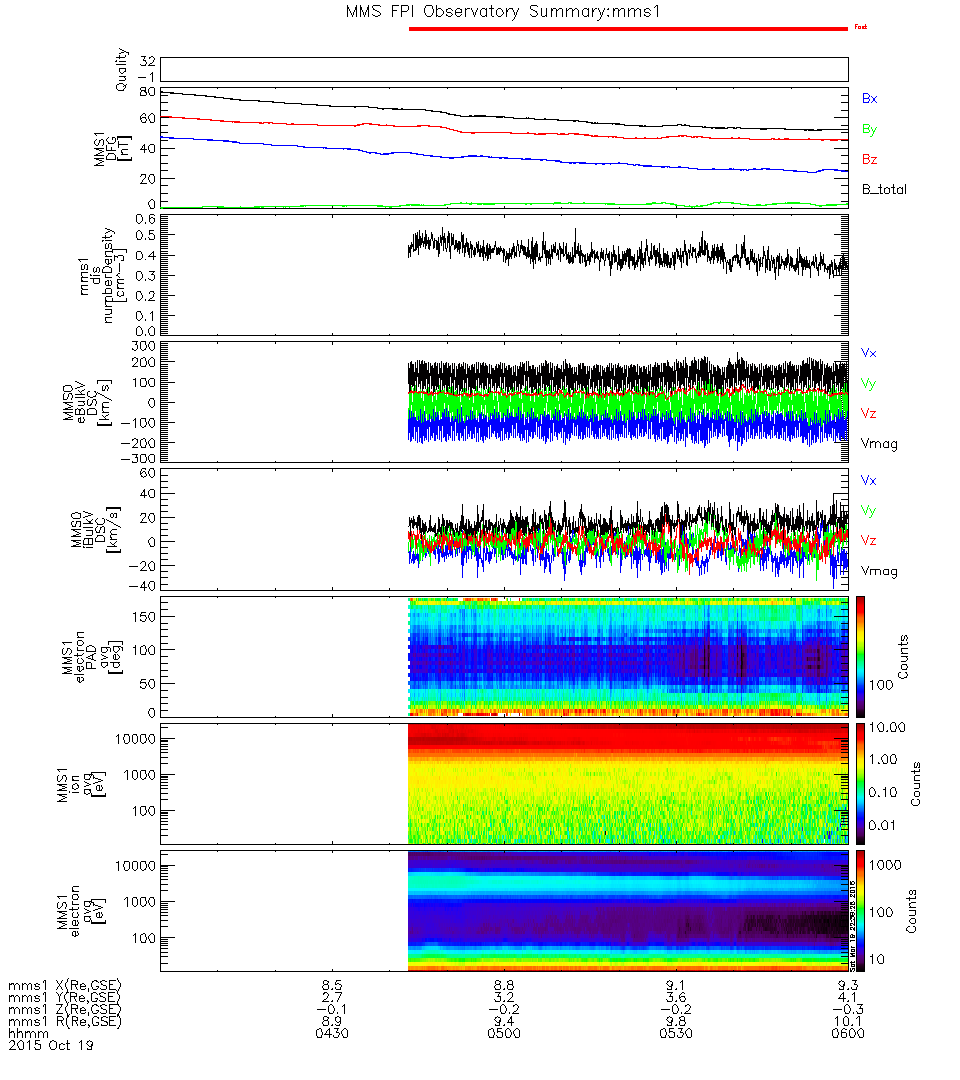 MMS FPI Observatory Summary:mms1
Fast
Quality
32
−1
MMS1
DFG
[nT]
80
60
40
20
0
Bx
By
Bz
B_total
mms1
dis
numberDensity
[cm^−3]
0.6
0.5
0.4
0.3
0.2
0.1
0.0
MMS0
eBulkV
DSC
[km/s]
300
200
100
0
−100
−200
−300
Vx
Vy
Vz
Vmag
MMS0
iBulkV
DSC
[km/s]
60
40
20
0
−20
−40
Vx
Vy
Vz
Vmag
MMS1
electron
PAD
avg
[deg]
150
100
50
0
100
Counts
MMS1
ion
avg
[eV]
10000
1000
100
10.00
1.00
0.10
0.01
Counts
MMS1
electron
avg
[eV]
10000
1000
100
1000
100
10
Counts
mms1 X(Re,GSE) 8.5 8.8 9.1 9.3
mms1 Y(Re,GSE) 2.7 3.2 3.6 4.1
mms1 Z(Re,GSE) −0.1 −0.2 −0.2 −0.3
mms1 R(Re,GSE) 8.9 9.4 9.8 10.1
hhmm 0430 0500 0530 0600
2015 Oct 19